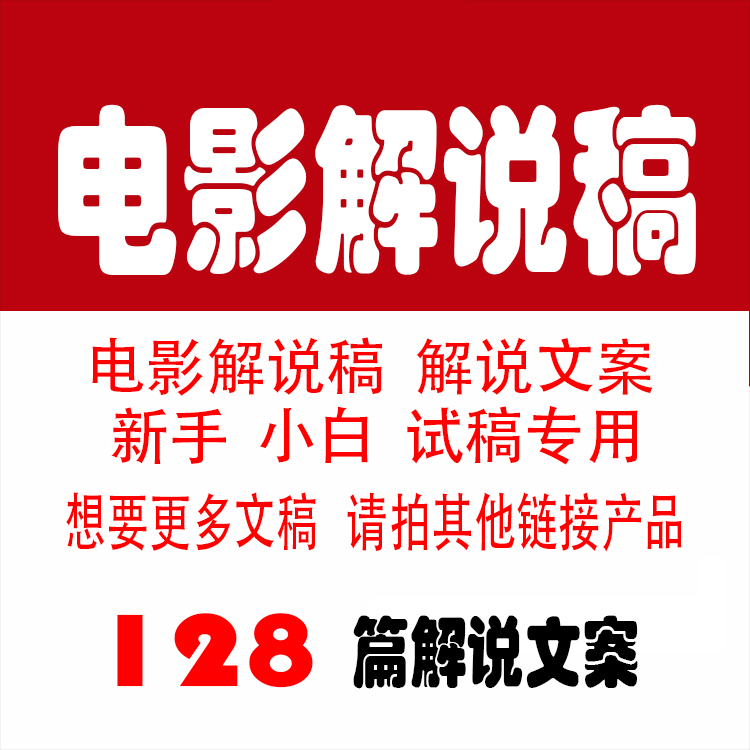 电影解说稿
电影解说稿 解说文案
新手 小白 试稿专用
想要更多文稿 请拍其他链接产品
128 篇解说文案